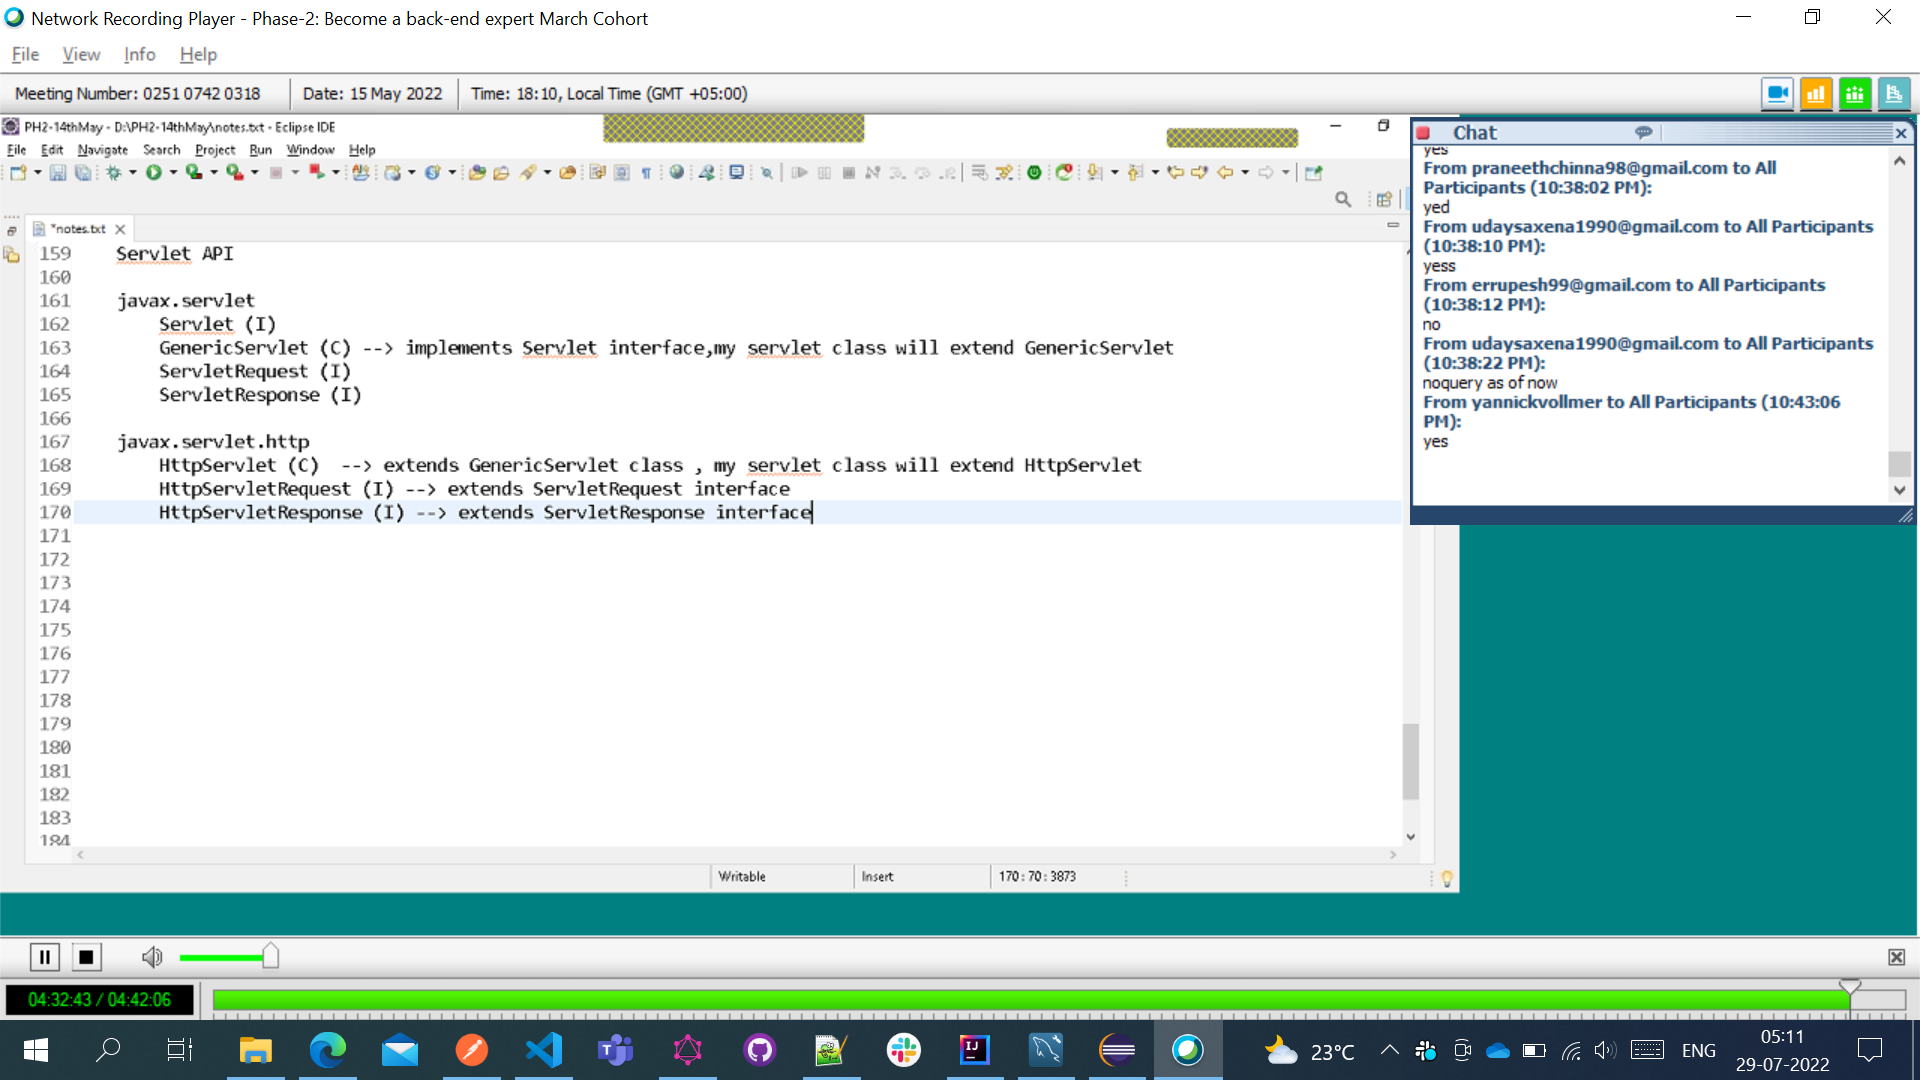 Network Recording Player - Phase-2: Become a back-end expert March Cohort
File View Info Help
Meeting Number: 0251 0742 0318 Date: 15 May 2022 Time: 18:10, Local Time (GMT +05:00)
PH2-14thMay - D:\PH2-14thMay\notes.txt - Eclipse IDE
File Edit Navigate Search Project Run Window Help
*notes.txt
159 Servlet API
160
161 javax.servlet
162 Servlet (I)
163 GenericServlet (C) --> implements Servlet interface,my servlet class will extend GenericServlet
164 ServletRequest (I)
165 ServletResponse (I)
166
167 javax.servlet.http
168 HttpServlet (C) --> extends GenericServlet class , my servlet class will extend HttpServlet
169 HttpServletRequest (I) --> extends ServletRequest interface
170 HttpServletResponse (I) --> extends ServletResponse interface
171
172
173
174
175
176
177
178
179
180
181
182
183
184
Writable Insert 170 : 70 : 3873
Chat
yes
From praneethchinna98@gmail.com to All
Participants (10:38:02 PM):
yed
From udaysaxena1990@gmail.com to All Participants
(10:38:10 PM):
yess
From errupesh99@gmail.com to All Participants
(10:38:12 PM):
no
From udaysaxena1990@gmail.com to All Participants
(10:38:22 PM):
noquery as of now
From yannickvollmer to All Participants (10:43:06
PM):
yes
04:32:43 / 04:42:06
23°C
ENG
05:11
29-07-2022